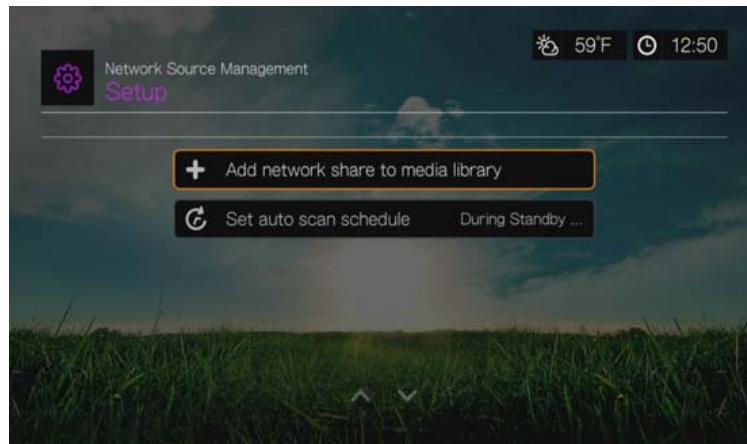 59°F 12:50
Network Source Management
Setup
Add network share to media library
Set auto scan schedule During Standby ...